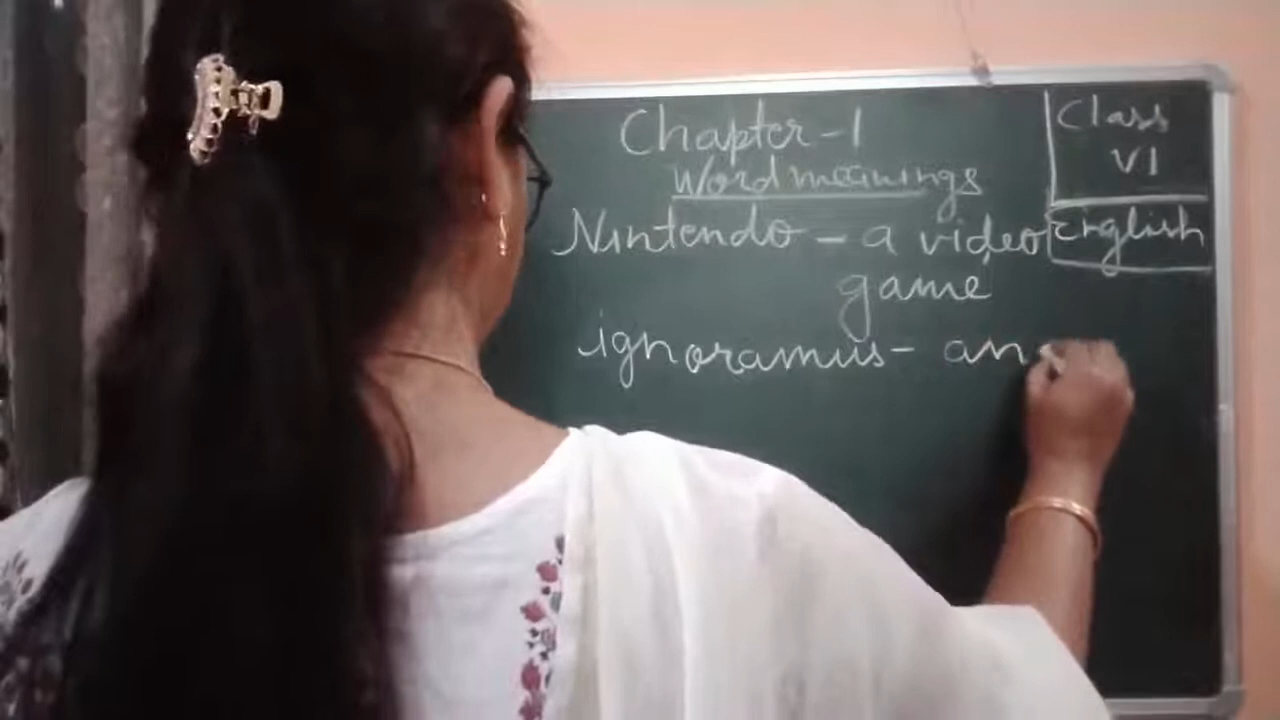 Chapter-1
Word meanings
Class
VI
English
Nintendo - a video
game
ignoramus - an